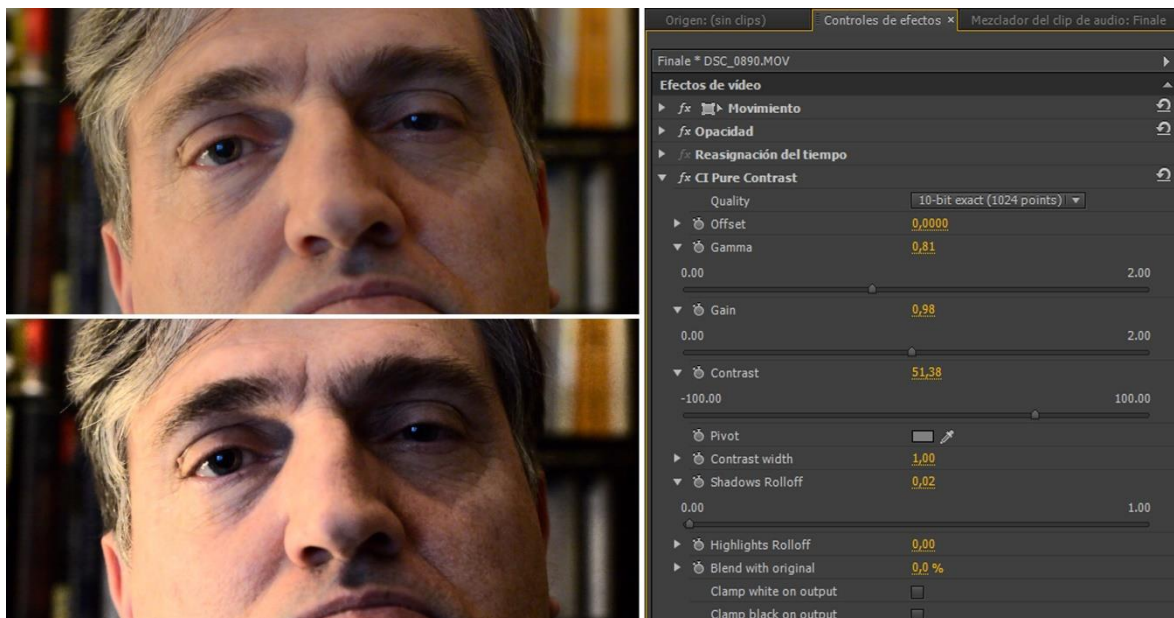 Origen: (sin clips) Controles de efectos × Mezclador del clip de audio: Finale
Finale * DSC_0890.MOV
Efectos de vídeo
fx Movimiento
fx Opacidad
fx Reasignación del tiempo
fx CI Pure Contrast
Quality 10-bit exact (1024 points)
Offset 0,0000
Gamma 0,81
0.00 2.00
Gain 0,98
0.00 2.00
Contrast 51,38
-100.00 100.00
Pivot
Contrast width 1,00
Shadows Rolloff 0,02
0.00 1.00
Highlights Rolloff 0,00
Blend with original 0,0 %
Clamp white on output
Clamp black on output